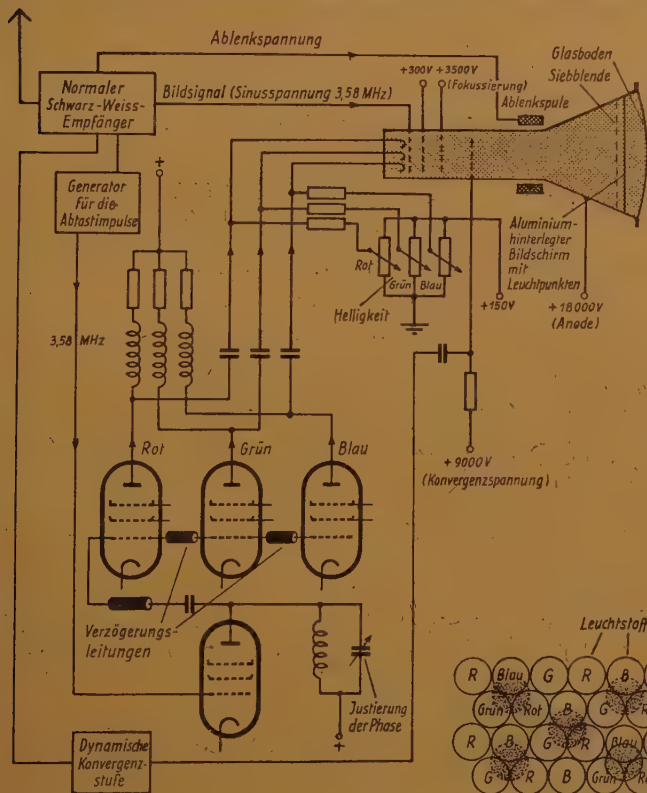 Ablenkspannung
Normaler
Schwarz-Weiss-
Empfänger
Bildsignal (Sinusspannung 3,58 MHz)
+300V +3500V
(Fokussierung)
Ablenkspule
Glasboden
Siebblende
Generator
für die
Abtastimpulse
+
Rot
Grün
Blau
Helligkeit
+150V
Aluminium-
hinterlegter
Bildschirm
mit
Leuchtpunkten
+18000V
(Anode)
3,58 MHz
+9000V
(Konvergenzspannung)
Rot
Grün
Blau
Verzögerungs-
leitungen
Justierung
der Phase
+
Dynamische
Konvergenz-
stufe
Leuchtstoff
R Blau G R B
Grün Rot B G R
R B G R Blau
G R B Grün Ro